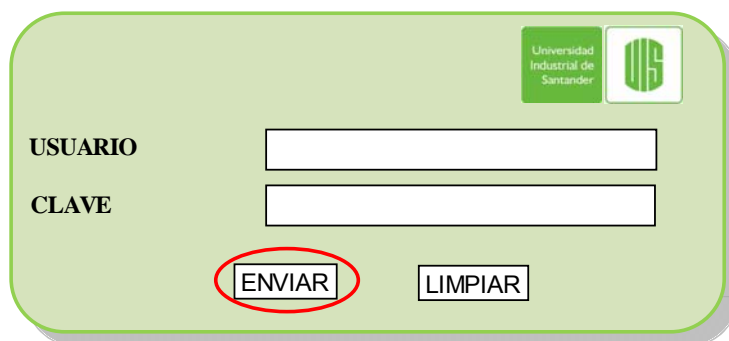 Universidad
Industrial de
Santander
UIS
USUARIO
CLAVE
ENVIAR
LIMPIAR